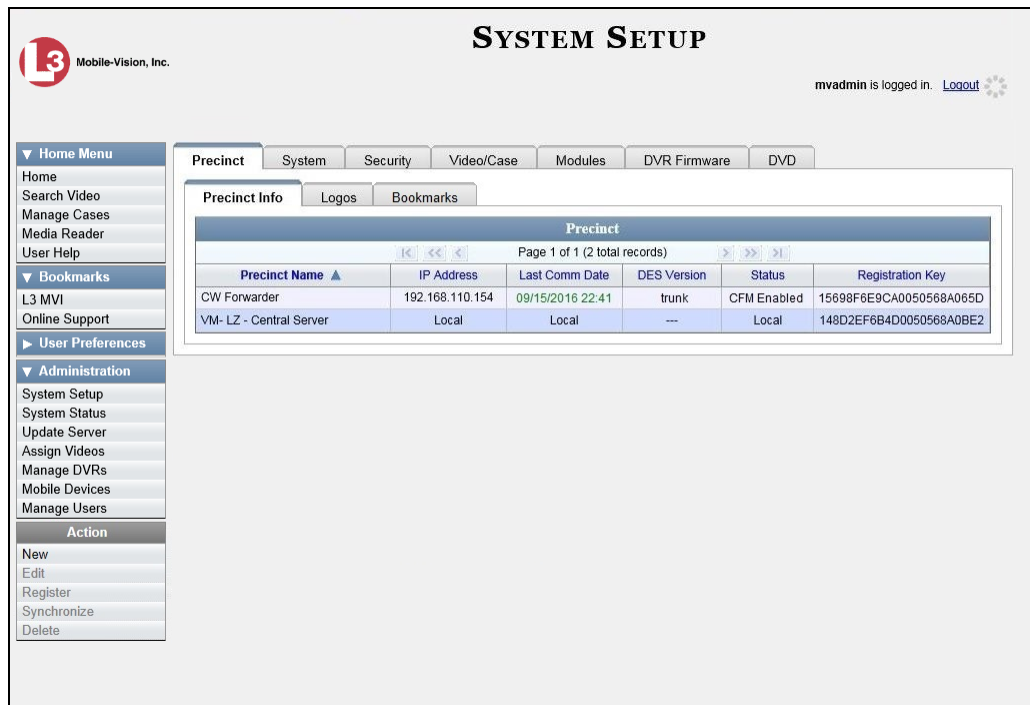 SYSTEM SETUP
L3 Mobile-Vision, Inc.
mvadmin is logged in. Logout
▼ Home Menu
Home
Search Video
Manage Cases
Media Reader
User Help
▼ Bookmarks
L3 MVI
Online Support
▶ User Preferences
▼ Administration
System Setup
System Status
Update Server
Assign Videos
Manage DVRs
Mobile Devices
Manage Users
Action
New
Edit
Register
Synchronize
Delete
Precinct System Security Video/Case Modules DVR Firmware DVD
Precinct Info Logos Bookmarks
Precinct
|< << < Page 1 of 1 (2 total records) > >> >|
Precinct Name ▲ IP Address Last Comm Date DES Version Status Registration Key
CW Forwarder 192.168.110.154 09/15/2016 22:41 trunk CFM Enabled 15698F6E9CA0050568A065D
VM- LZ - Central Server Local Local --- Local 148D2EF6B4D0050568A0BE2